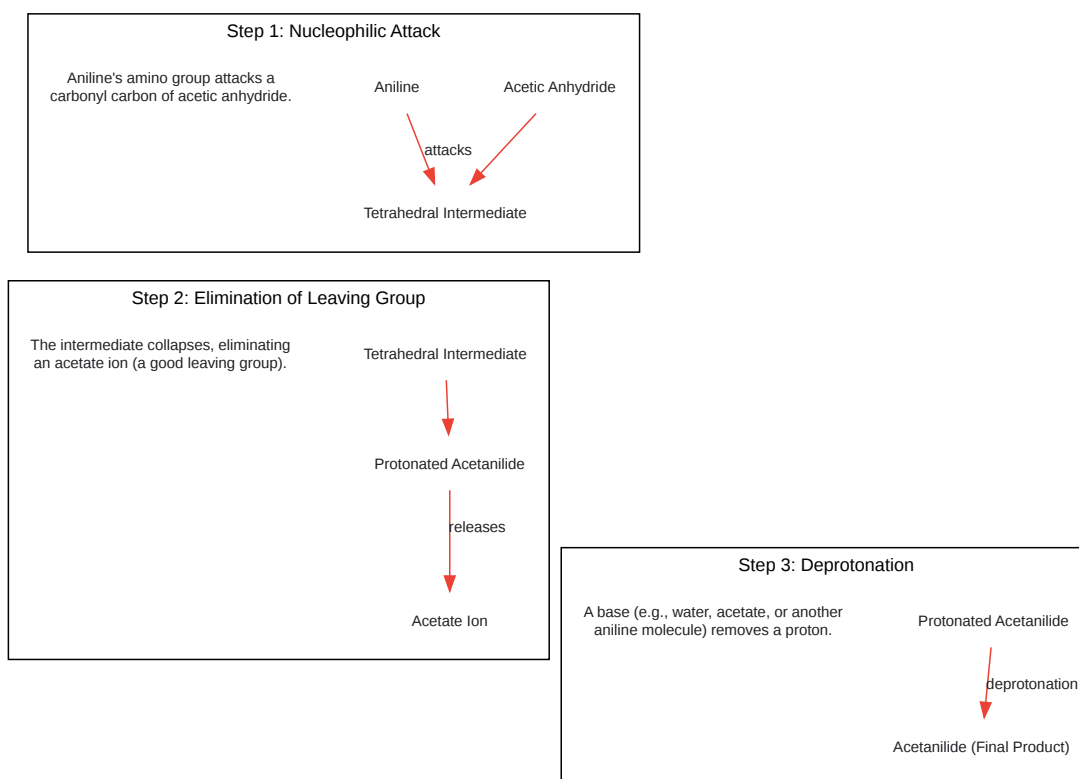 Step 1: Nucleophilic Attack
Aniline's amino group attacks a
carbonyl carbon of acetic anhydride.
Aniline
Acetic Anhydride
attacks
Tetrahedral Intermediate
Step 2: Elimination of Leaving Group
The intermediate collapses, eliminating
an acetate ion (a good leaving group).
Tetrahedral Intermediate
Protonated Acetanilide
releases
Acetate Ion
Step 3: Deprotonation
A base (e.g., water, acetate, or another
aniline molecule) removes a proton.
Protonated Acetanilide
deprotonation
Acetanilide (Final Product)